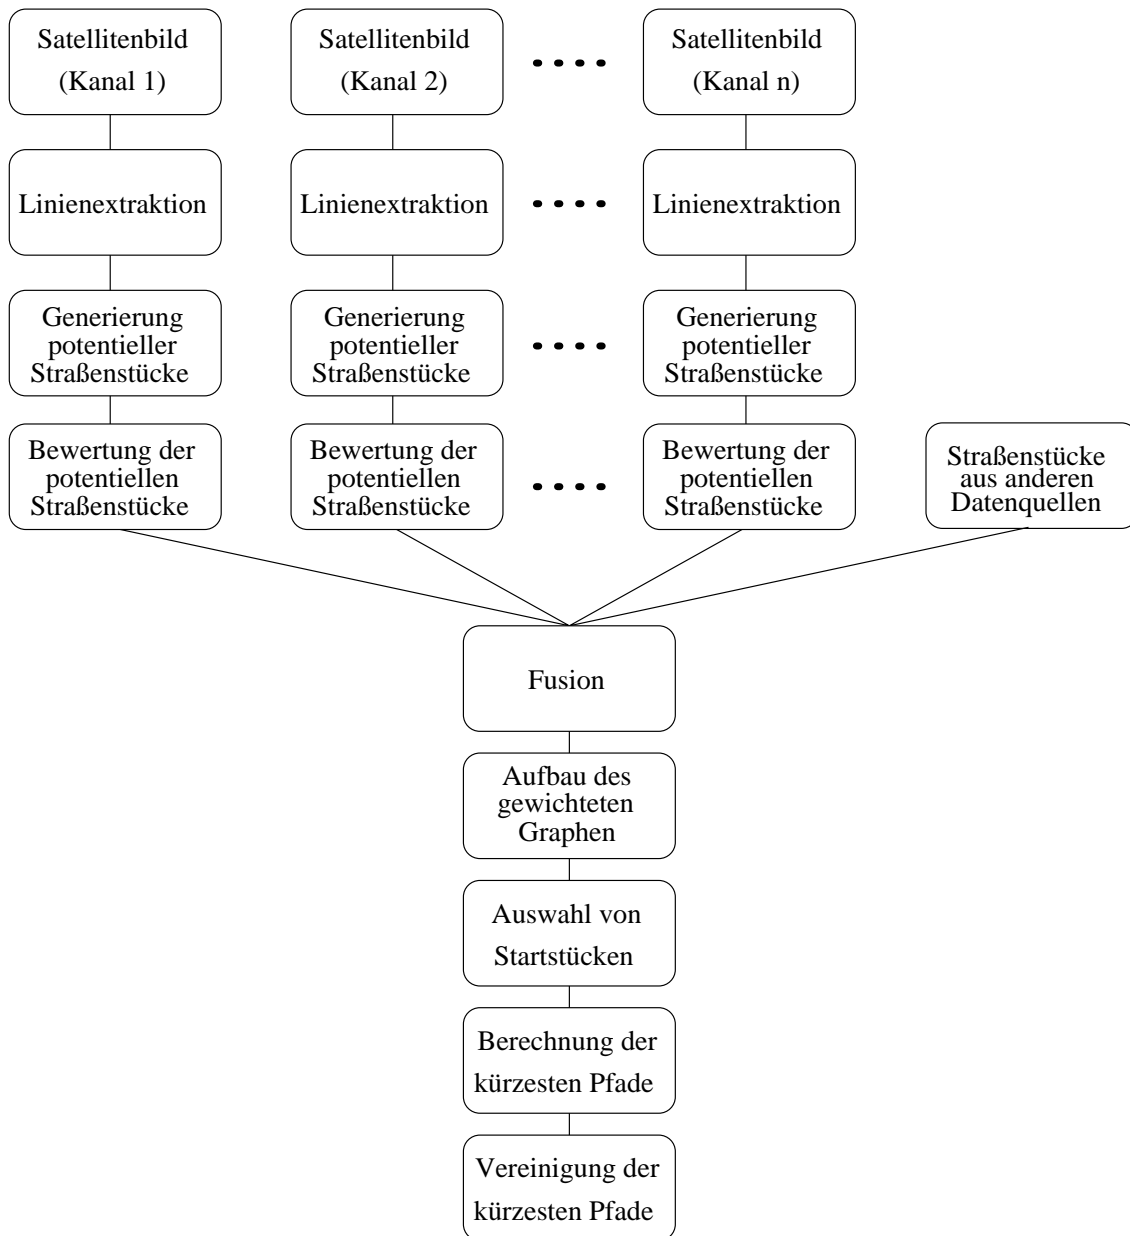 Satellitenbild
(Kanal 1)
Satellitenbild
(Kanal 2)
Satellitenbild
(Kanal n)
Linienextraktion
Linienextraktion
Linienextraktion
Generierung
potentieller
Straßenstücke
Generierung
potentieller
Straßenstücke
Generierung
potentieller
Straßenstücke
Bewertung der
potentiellen
Straßenstücke
Bewertung der
potentiellen
Straßenstücke
Bewertung der
potentiellen
Straßenstücke
Straßenstücke
aus anderen
Datenquellen
Fusion
Aufbau des
gewichteten
Graphen
Auswahl von
Startstücken
Berechnung der
kürzesten Pfade
Vereinigung der
kürzesten Pfade